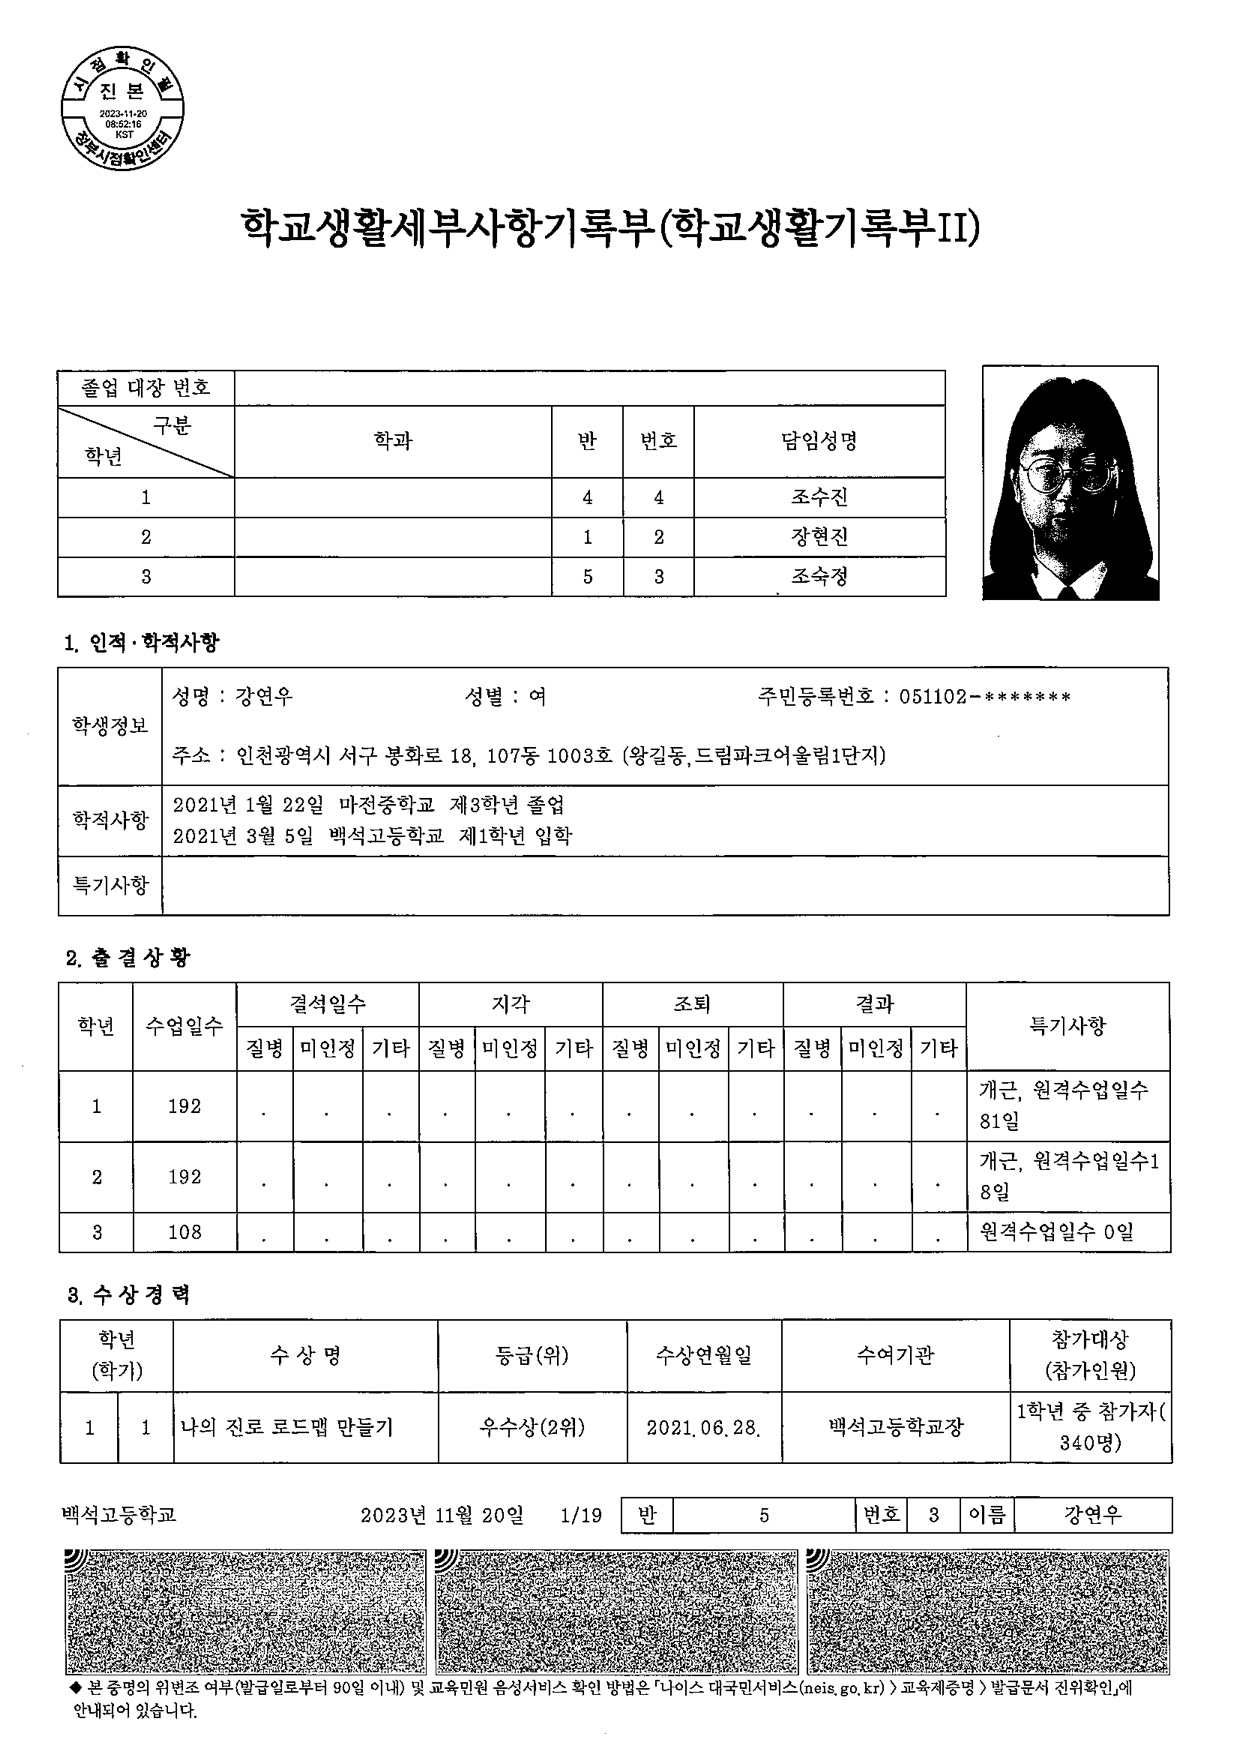 시점확인필
진 본
2023-11-20
08:52:16
KST
정부시점확인센터
학교생활세부사항기록부(학교생활기록부II)
졸업 대장 번호
구분
학년 학과 반 번호 담임성명
1 4 4 조수진
2 1 2 장현진
3 5 3 조숙정
1. 인적·학적사항
학생정보 성명 : 강연우 성별 : 여 주민등록번호 : 051102-*******
주소 : 인천광역시 서구 봉화로 18, 107동 1003호 (왕길동,드림파크어울림1단지)
학적사항 2021년 1월 22일 마전중학교 제3학년 졸업
2021년 3월 5일 백석고등학교 제1학년 입학
특기사항
2. 출 결 상 황
학년 수업일수 결석일수 지각 조퇴 결과 특기사항
질병 미인정 기타 질병 미인정 기타 질병 미인정 기타 질병 미인정 기타
1 192 . . . . . . . . . . . . 개근, 원격수업일수
81일
2 192 . . . . . . . . . . . . 개근, 원격수업일수1
8일
3 108 . . . . . . . . . . . . 원격수업일수 0일
3. 수 상 경 력
학년
(학기) 수 상 명 등급(위) 수상연월일 수여기관 참가대상
(참가인원)
1 1 나의 진로 로드맵 만들기 우수상(2위) 2021.06.28. 백석고등학교장 1학년 중 참가자(
340명)
백석고등학교 2023년 11월 20일 1/19 반 5 번호 3 이름 강연우
◆ 본 증명의 위변조 여부(발급일로부터 90일 이내) 및 교육민원 음성서비스 확인 방법은 「나이스 대국민서비스(neis.go.kr) 〉 교육제증명 〉 발급문서 진위확인」에
안내되어 있습니다.